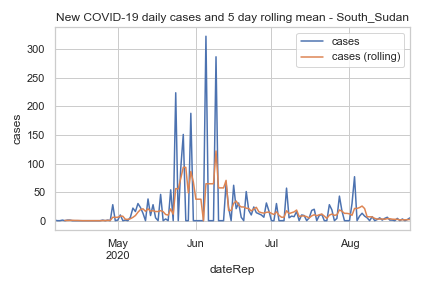 New COVID-19 daily cases and 5 day rolling mean - South_Sudan
cases
cases (rolling)
300
250
200
150
100
50
0
cases
May
2020
Jun
Jul
Aug
dateRep